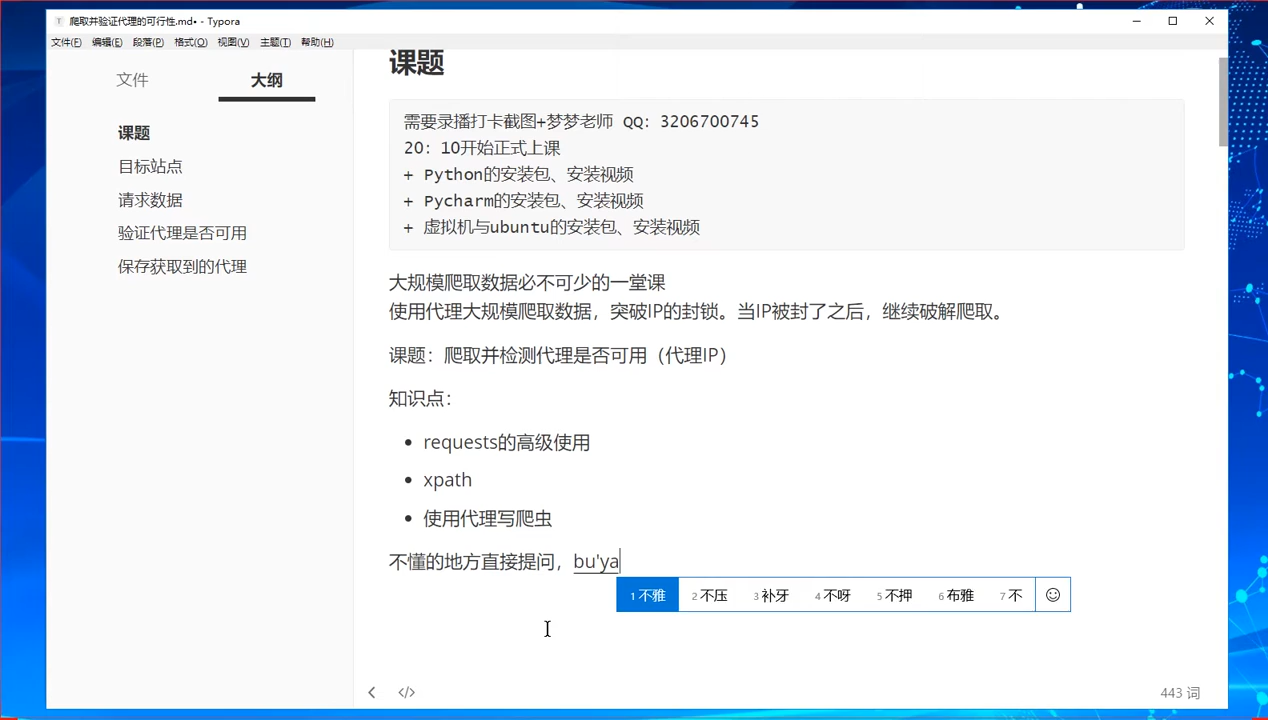 爬取并验证代理的可行性.md• - Typora
文件(F) 编辑(E) 段落(P) 格式(O) 视图(V) 主题(T) 帮助(H)
文件 大纲
课题
目标站点
请求数据
验证代理是否可用
保存获取到的代理
课题
需要录播打卡截图+梦梦老师 QQ：3206700745
20：10开始正式上课
+ Python的安装包、安装视频
+ Pycharm的安装包、安装视频
+ 虚拟机与ubuntu的安装包、安装视频
大规模爬取数据必不可少的一堂课
使用代理大规模爬取数据，突破IP的封锁。当IP被封了之后，继续破解爬取。
课题：爬取并检测代理是否可用（代理IP）
知识点：
• requests的高级使用
• xpath
• 使用代理写爬虫
不懂的地方直接提问，bu'ya
1 不雅 2 不压 3 补牙 4 不呀 5 不押 6 布雅 7 不
443 词